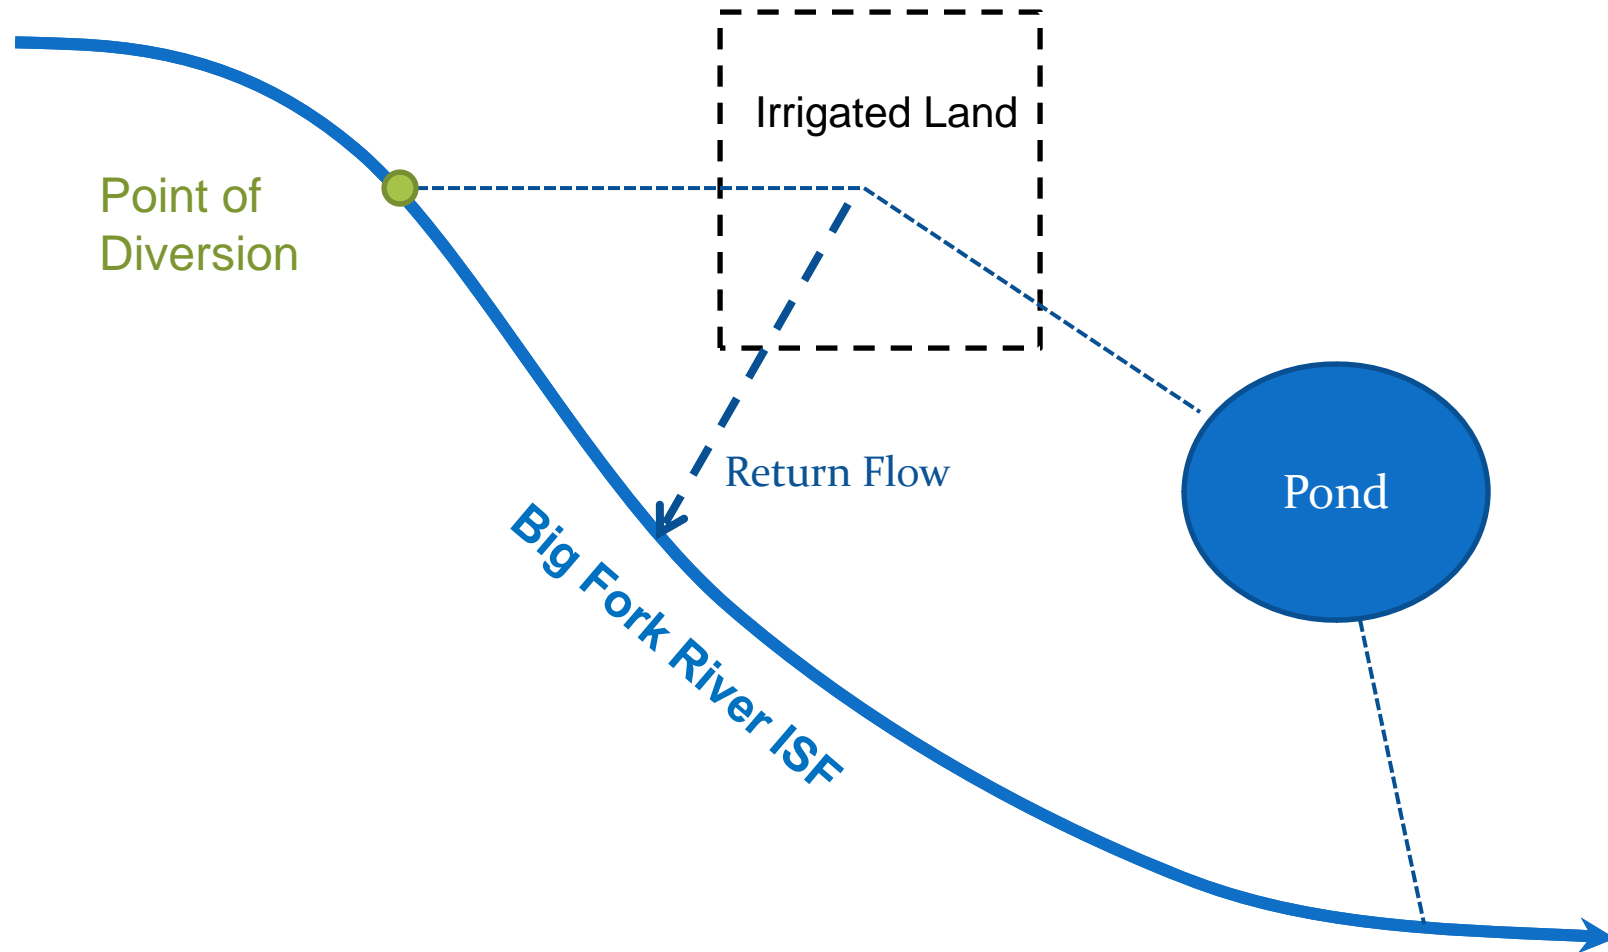 Irrigated Land
Point of
Diversion
Return Flow
Pond
Big Fork River ISF